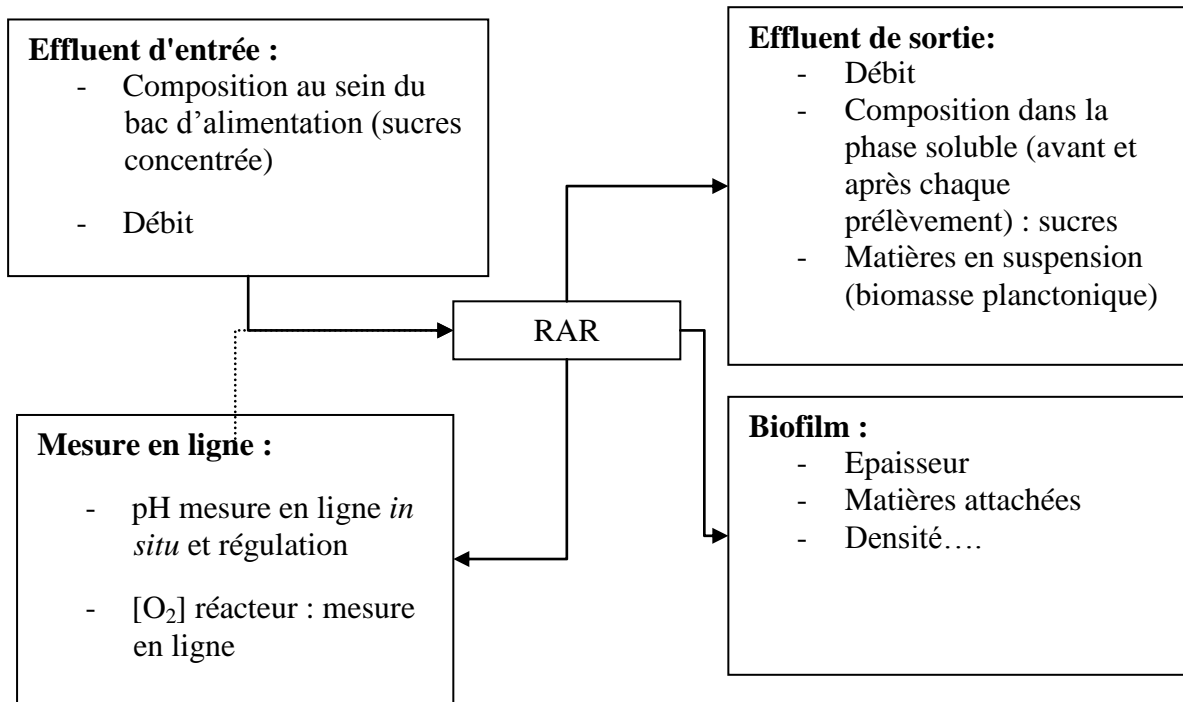 Effluent d'entrée :
- Composition au sein du
bac d’alimentation (sucres
concentrée)
- Débit
Effluent de sortie:
- Débit
- Composition dans la
phase soluble (avant et
après chaque
prélèvement) : sucres
- Matières en suspension
(biomasse planctonique)
RAR
Mesure en ligne :
- pH mesure en ligne in
situ et régulation
- [O₂] réacteur : mesure
en ligne
Biofilm :
- Epaisseur
- Matières attachées
- Densité….